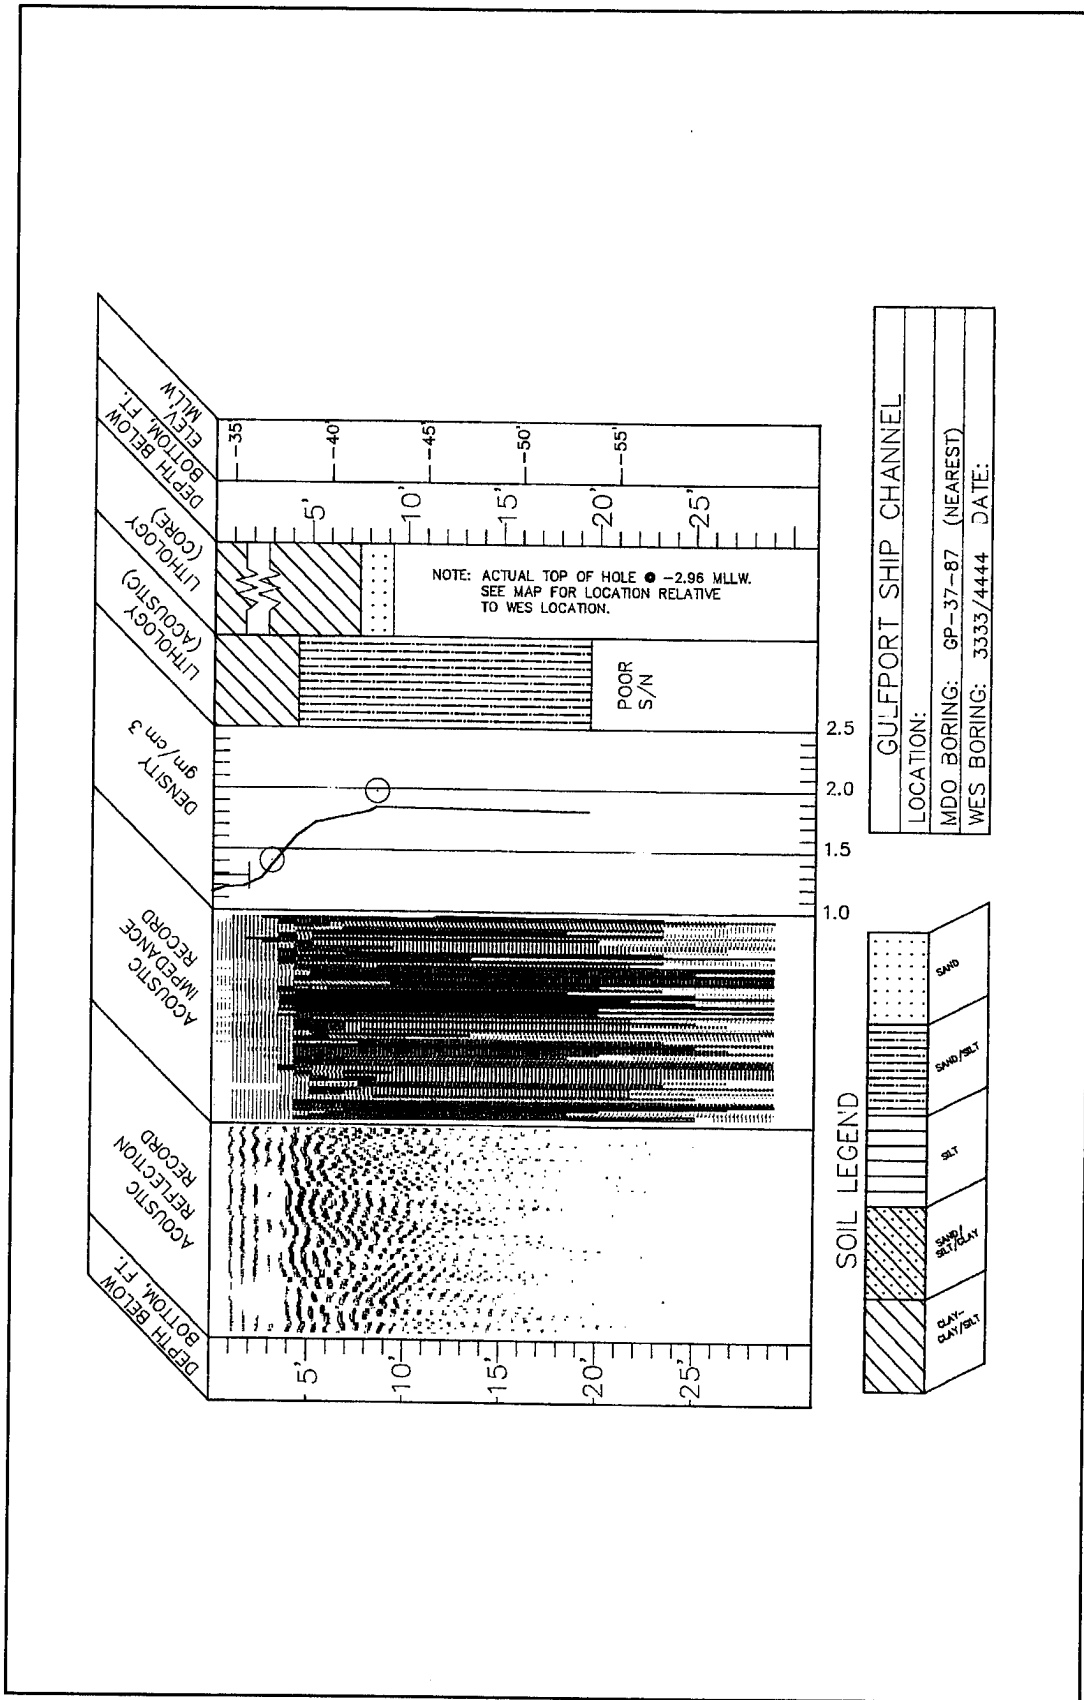 DEPTH BELOW
BOTTOM, FT.
ACOUSTIC
REFLECTION
RECORD
ACOUSTIC
IMPEDANCE
RECORD
DENSITY
gm/cm 3
LITHOLOGY
(ACOUSTIC)
LITHOLOGY
(CORE)
DEPTH BELOW
BOTTOM, FT.
ELEV,
MLLW
-5'
-10'
-15'
-20'
-25'
1.0
1.5
2.0
2.5
POOR
S/N
NOTE: ACTUAL TOP OF HOLE @ -2.96 MLLW.
SEE MAP FOR LOCATION RELATIVE
TO WES LOCATION.
-5'
-10'
-15'
-20'
-25'
-35'
-40'
-45'
-50'
-55'
SOIL LEGEND
CLAY-
CLAY/SILT
SAND/
SILT/CLAY
SILT
SAND/SILT
SAND
GULFPORT SHIP CHANNEL
LOCATION:
MDO BORING: GP-37-87 (NEAREST)
WES BORING: 3333/4444 DATE: